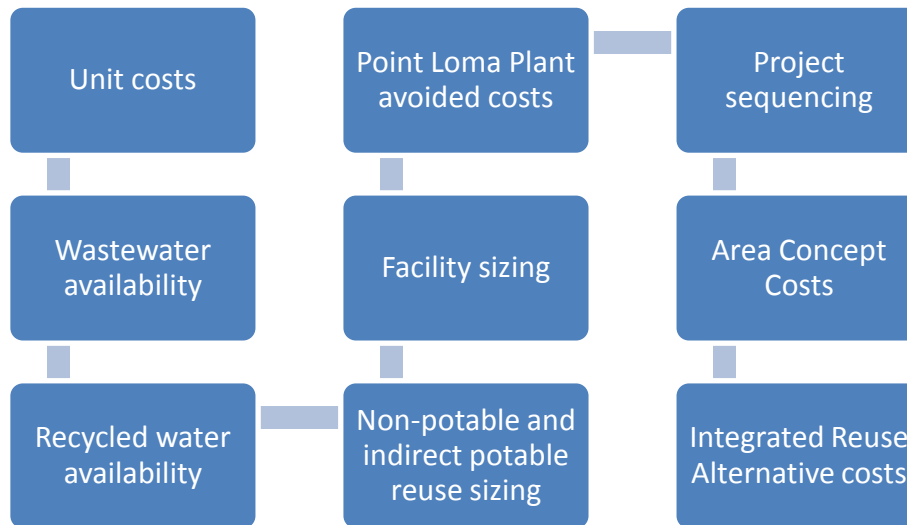 Unit costs
Wastewater
availability
Recycled water
availability
Non-potable and
indirect potable
reuse sizing
Facility sizing
Point Loma Plant
avoided costs
Project
sequencing
Area Concept
Costs
Integrated Reuse
Alternative costs